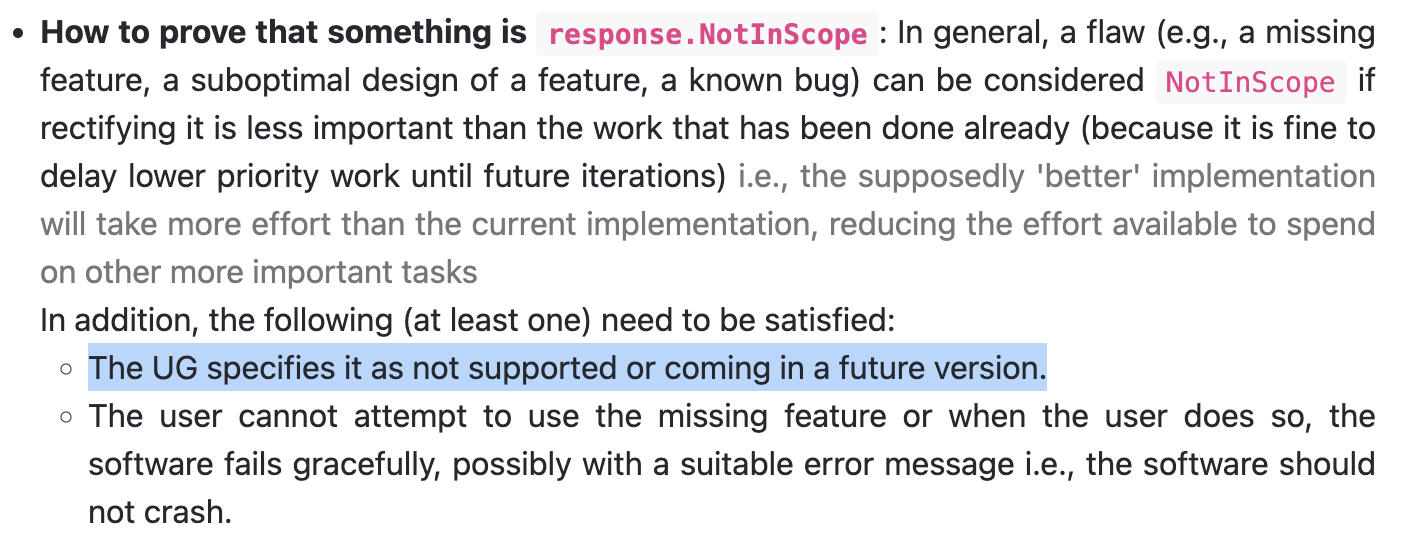 • How to prove that something is response.NotInScope : In general, a flaw (e.g., a missing
feature, a suboptimal design of a feature, a known bug) can be considered NotInScope if
rectifying it is less important than the work that has been done already (because it is fine to
delay lower priority work until future iterations) i.e., the supposedly 'better' implementation
will take more effort than the current implementation, reducing the effort available to spend
on other more important tasks
In addition, the following (at least one) need to be satisfied:
◦ The UG specifies it as not supported or coming in a future version.
◦ The user cannot attempt to use the missing feature or when the user does so, the
software fails gracefully, possibly with a suitable error message i.e., the software should
not crash.